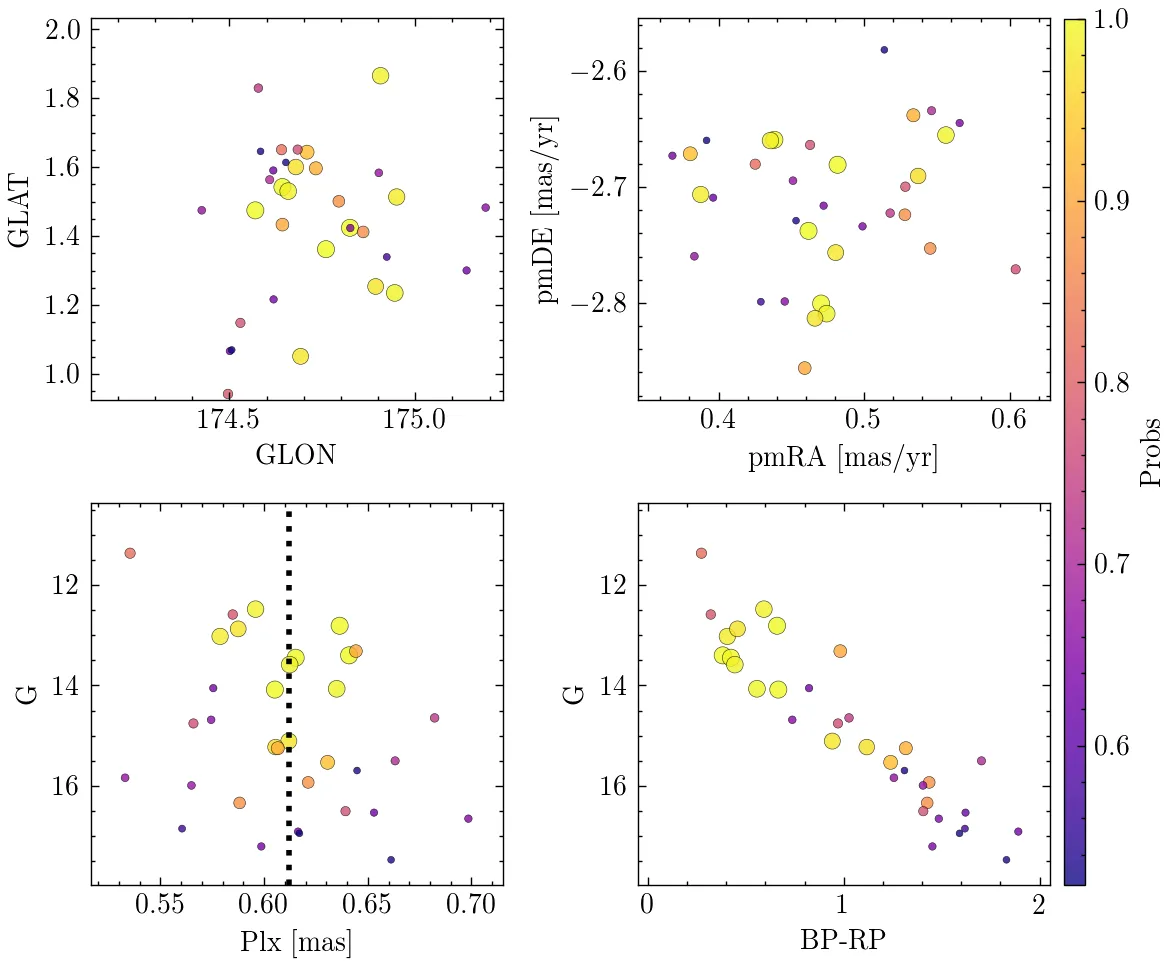 2.0
1.8
1.6
1.4
1.2
1.0
GLAT
174.5 175.0
GLON
−2.6
−2.7
−2.8
pmDE [mas/yr]
0.4 0.5 0.6
pmRA [mas/yr]
1.0
0.9
0.8
0.7
0.6
Probs
12
14
16
G
0.55 0.60 0.65 0.70
Plx [mas]
12
14
16
G
0 1 2
BP-RP